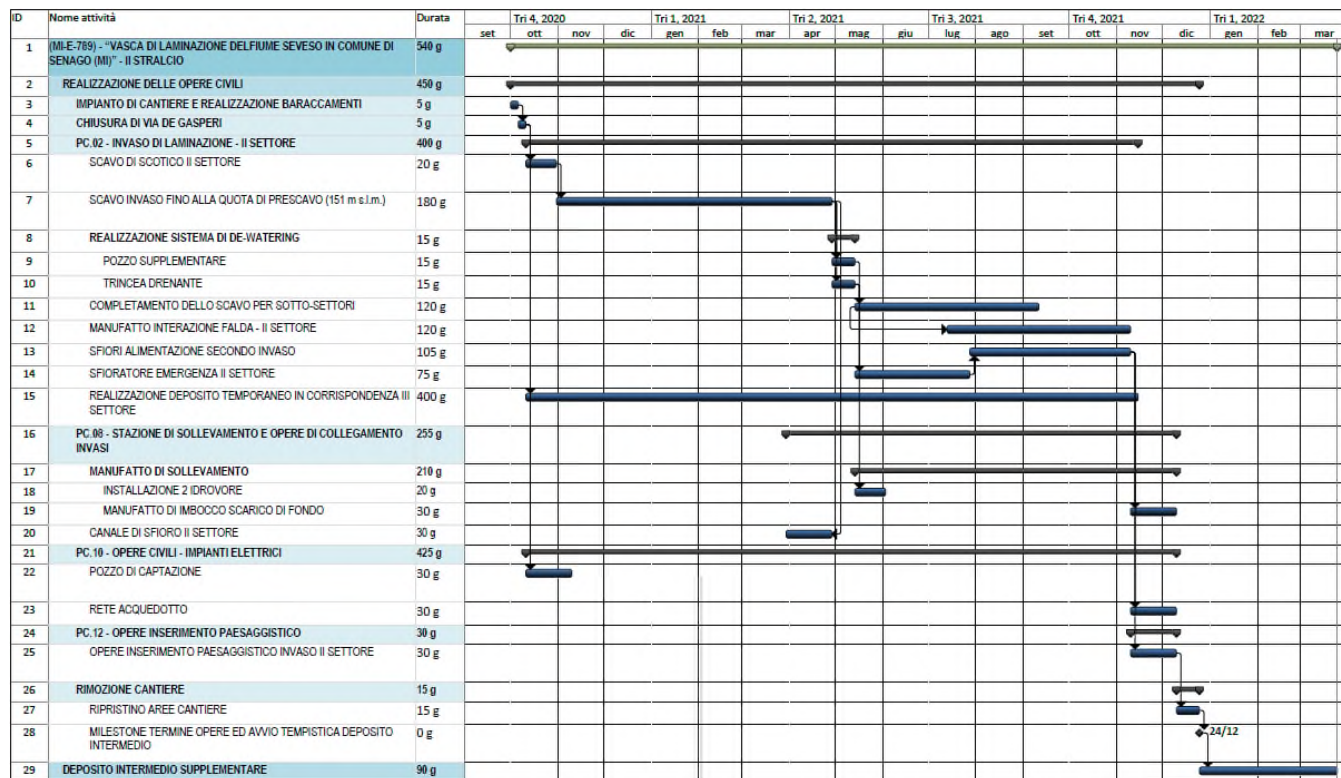 ID Nome attività Durata Tri 4, 2020 Tri 1, 2021 Tri 2, 2021 Tri 3, 2021 Tri 4, 2021 Tri 1, 2022
set ott nov dic gen feb mar apr mag giu lug ago set ott nov dic gen feb mar
1 (MI-E-789) - "VASCA DI LAMINAZIONE DELFIUME SEVESO IN COMUNE DI 540 g
SENAGO (MI)" - II STRALCIO
2 REALIZZAZIONE DELLE OPERE CIVILI 450 g
3 IMPIANTO DI CANTIERE E REALIZZAZIONE BARACCAMENTI 5 g
4 CHIUSURA DI VIA DE GASPERI 5 g
5 PC.02 - INVASO DI LAMINAZIONE - II SETTORE 400 g
6 SCAVO DI SCOTICO II SETTORE 20 g
7 SCAVO INVASO FINO ALLA QUOTA DI PRESCAVO (151 m s.l.m.) 180 g
8 REALIZZAZIONE SISTEMA DI DE-WATERING 15 g
9 POZZO SUPPLEMENTARE 15 g
10 TRINCEA DRENANTE 15 g
11 COMPLETAMENTO DELLO SCAVO PER SOTTO-SETTORI 120 g
12 MANUFATTO INTERAZIONE FALDA - II SETTORE 120 g
13 SFIORI ALIMENTAZIONE SECONDO INVASO 105 g
14 SFIORATORE EMERGENZA II SETTORE 75 g
15 REALIZZAZIONE DEPOSITO TEMPORANEO IN CORRISPONDENZA III 400 g
SETTORE
16 PC.08 - STAZIONE DI SOLLEVAMENTO E OPERE DI COLLEGAMENTO 255 g
INVASI
17 MANUFATTO DI SOLLEVAMENTO 210 g
18 INSTALLAZIONE 2 IDROVORE 20 g
19 MANUFATTO DI IMBOCCO SCARICO DI FONDO 30 g
20 CANALE DI SFIORO II SETTORE 30 g
21 PC.10 - OPERE CIVILI - IMPIANTI ELETTRICI 425 g
22 POZZO DI CAPTAZIONE 30 g
23 RETE ACQUEDOTTO 30 g
24 PC.12 - OPERE INSERIMENTO PAESAGGISTICO 30 g
25 OPERE INSERIMENTO PAESAGGISTICO INVASO II SETTORE 30 g
26 RIMOZIONE CANTIERE 15 g
27 RIPRISTINO AREE CANTIERE 15 g
28 MILESTONE TERMINE OPERE ED AVVIO TEMPISTICA DEPOSITO 0 g 24/12
INTERMEDIO
29 DEPOSITO INTERMEDIO SUPPLEMENTARE 90 g